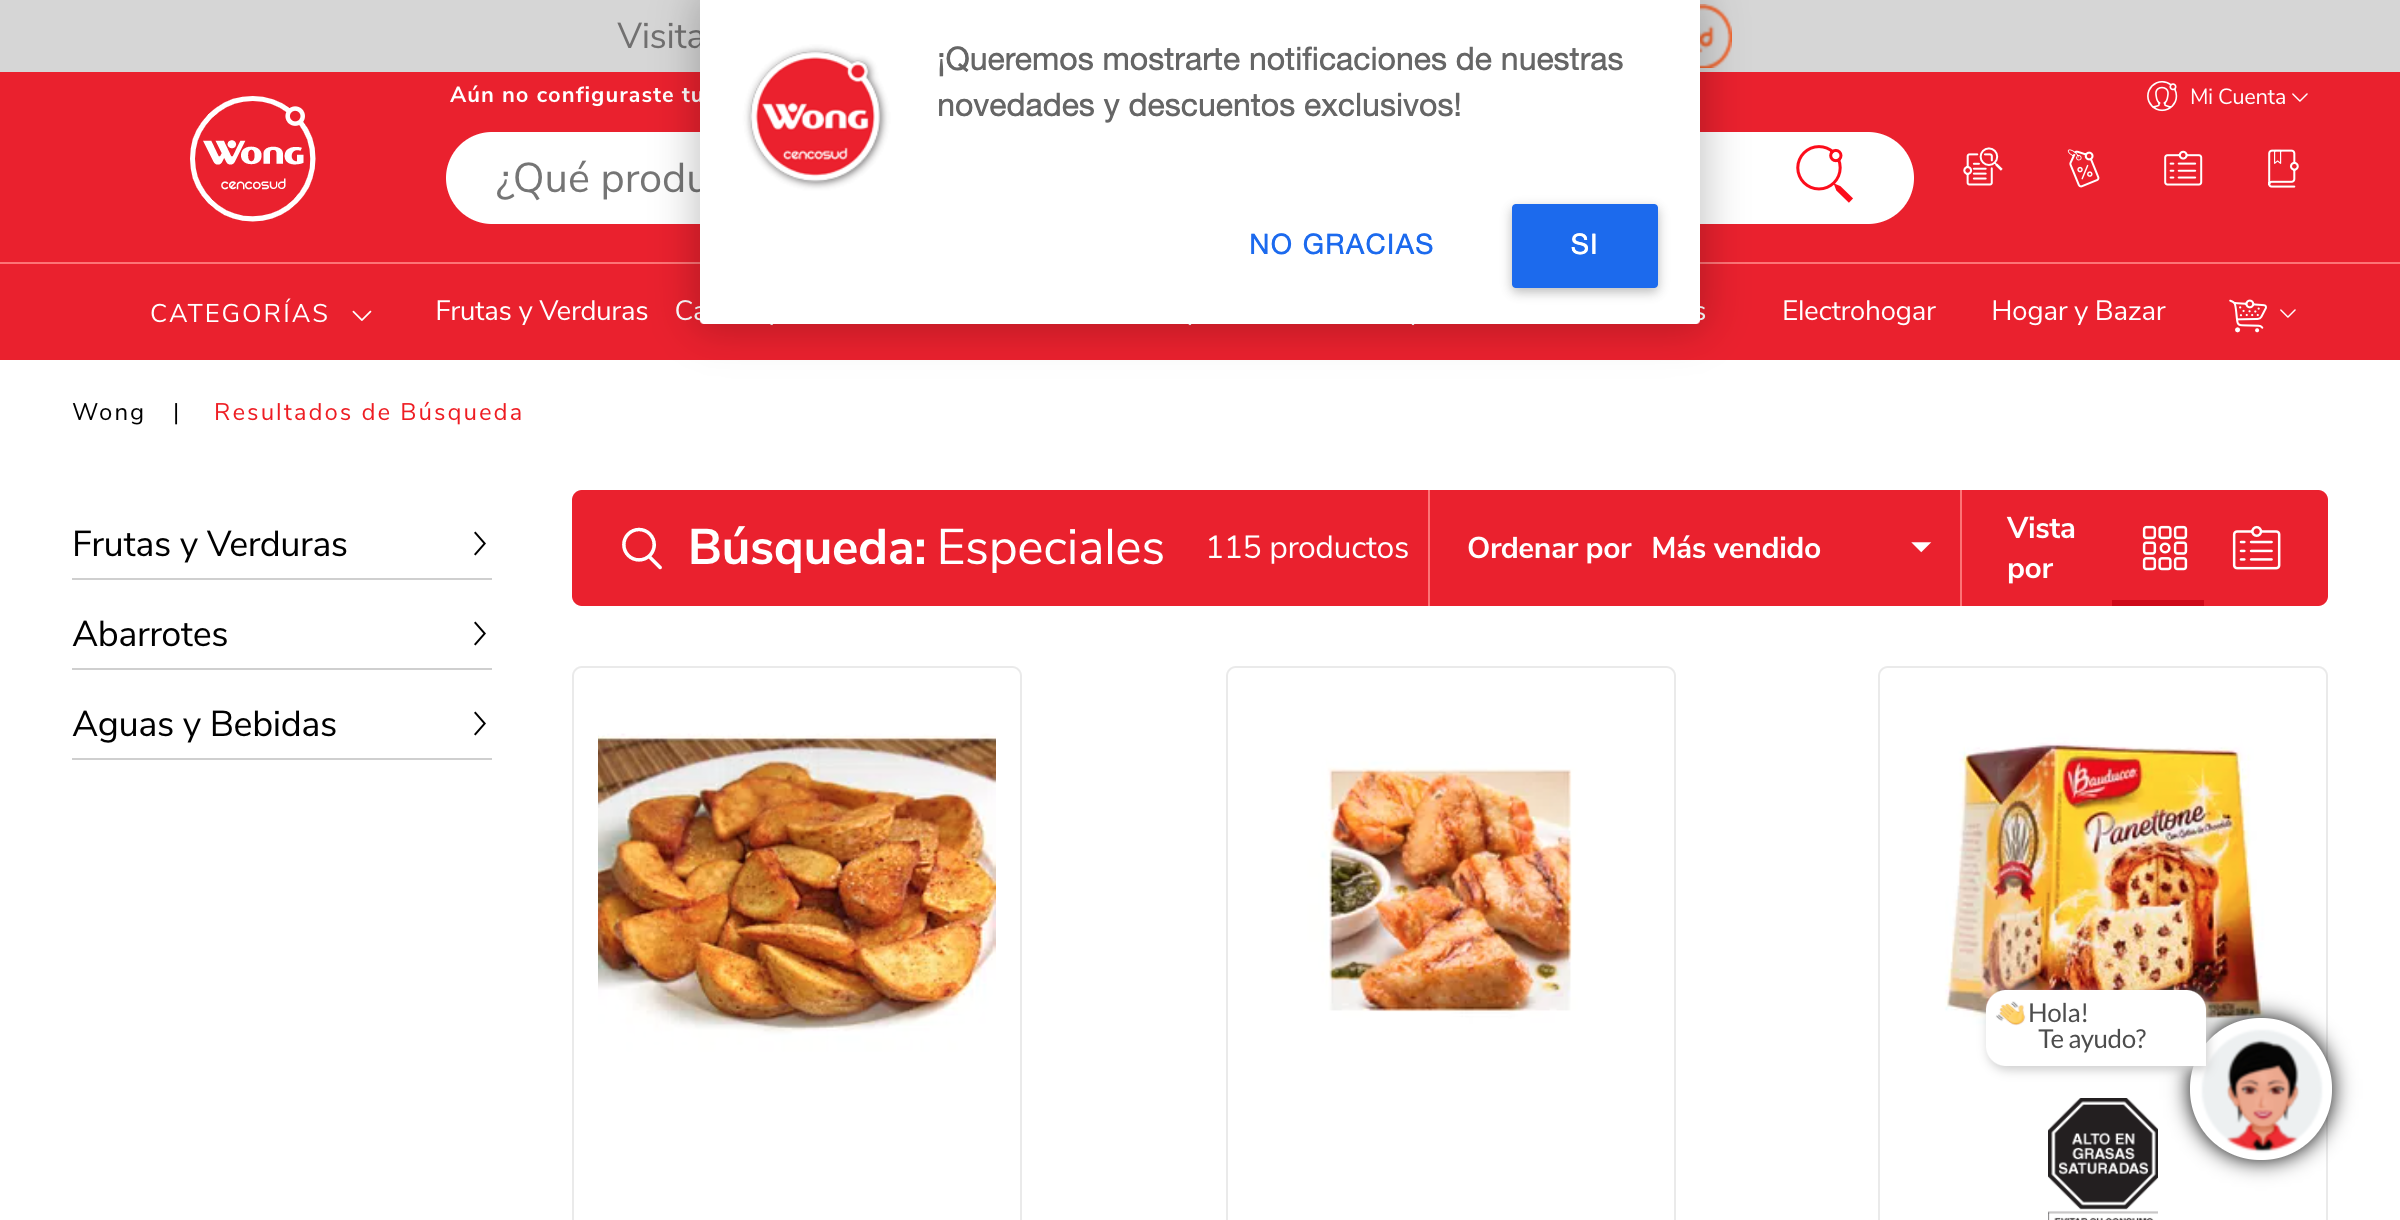 Visita
¡Queremos mostrarte notificaciones de nuestras
novedades y descuentos exclusivos!
Wong
cencosud
NO GRACIAS
SI
Aún no configuraste tu
Mi Cuenta
Wong
cencosud
¿Qué produ
CATEGORÍAS
Frutas y Verduras
Electrohogar
Hogar y Bazar
Wong | Resultados de Búsqueda
Frutas y Verduras
Abarrotes
Aguas y Bebidas
Búsqueda: Especiales 115 productos
Ordenar por Más vendido
Vista
por
Bauducco
Panettone
👋Hola!
Te ayudo?
ALTO EN
GRASAS
SATURADAS